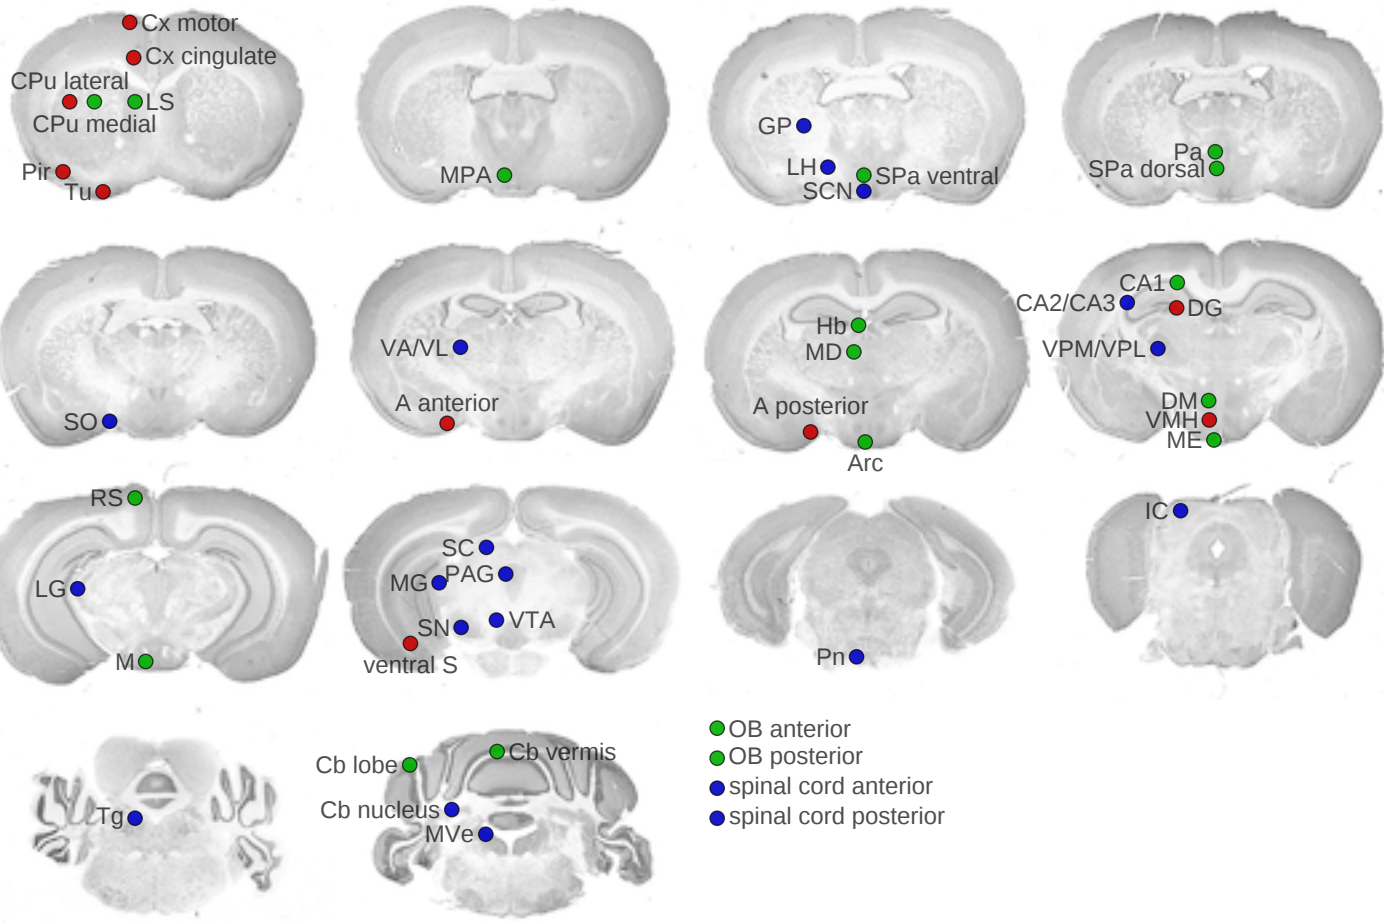 Cx motor
Cx cingulate
CPu lateral
LS
CPu medial
Pir
Tu
MPA
GP
LH
SPa ventral
SCN
Pa
SPa dorsal
SO
VA/VL
A anterior
Hb
MD
A posterior
Arc
CA1
CA2/CA3
DG
VPM/VPL
DM
VMH
ME
RS
LG
M
SC
MG
PAG
SN
VTA
ventral S
Pn
IC
Tg
Cb lobe
Cb vermis
Cb nucleus
MVe
OB anterior
OB posterior
spinal cord anterior
spinal cord posterior